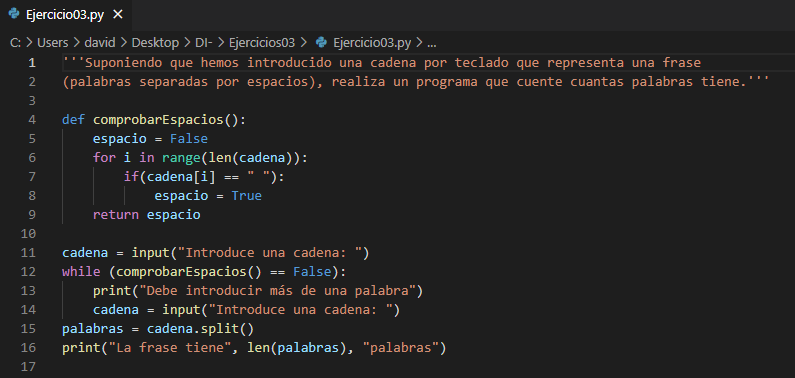 Ejercicio03.py ×
C: > Users > david > Desktop > DI- > Ejercicios03 > Ejercicio03.py > ...
1 '''Suponiendo que hemos introducido una cadena por teclado que representa una frase
2 (palabras separadas por espacios), realiza un programa que cuente cuantas palabras tiene.'''
3
4 def comprobarEspacios():
5     espacio = False
6     for i in range(len(cadena)):
7         if(cadena[i] == " "):
8             espacio = True
9     return espacio
10
11 cadena = input("Introduce una cadena: ")
12 while (comprobarEspacios() == False):
13     print("Debe introducir más de una palabra")
14     cadena = input("Introduce una cadena: ")
15 palabras = cadena.split()
16 print("La frase tiene", len(palabras), "palabras")
17